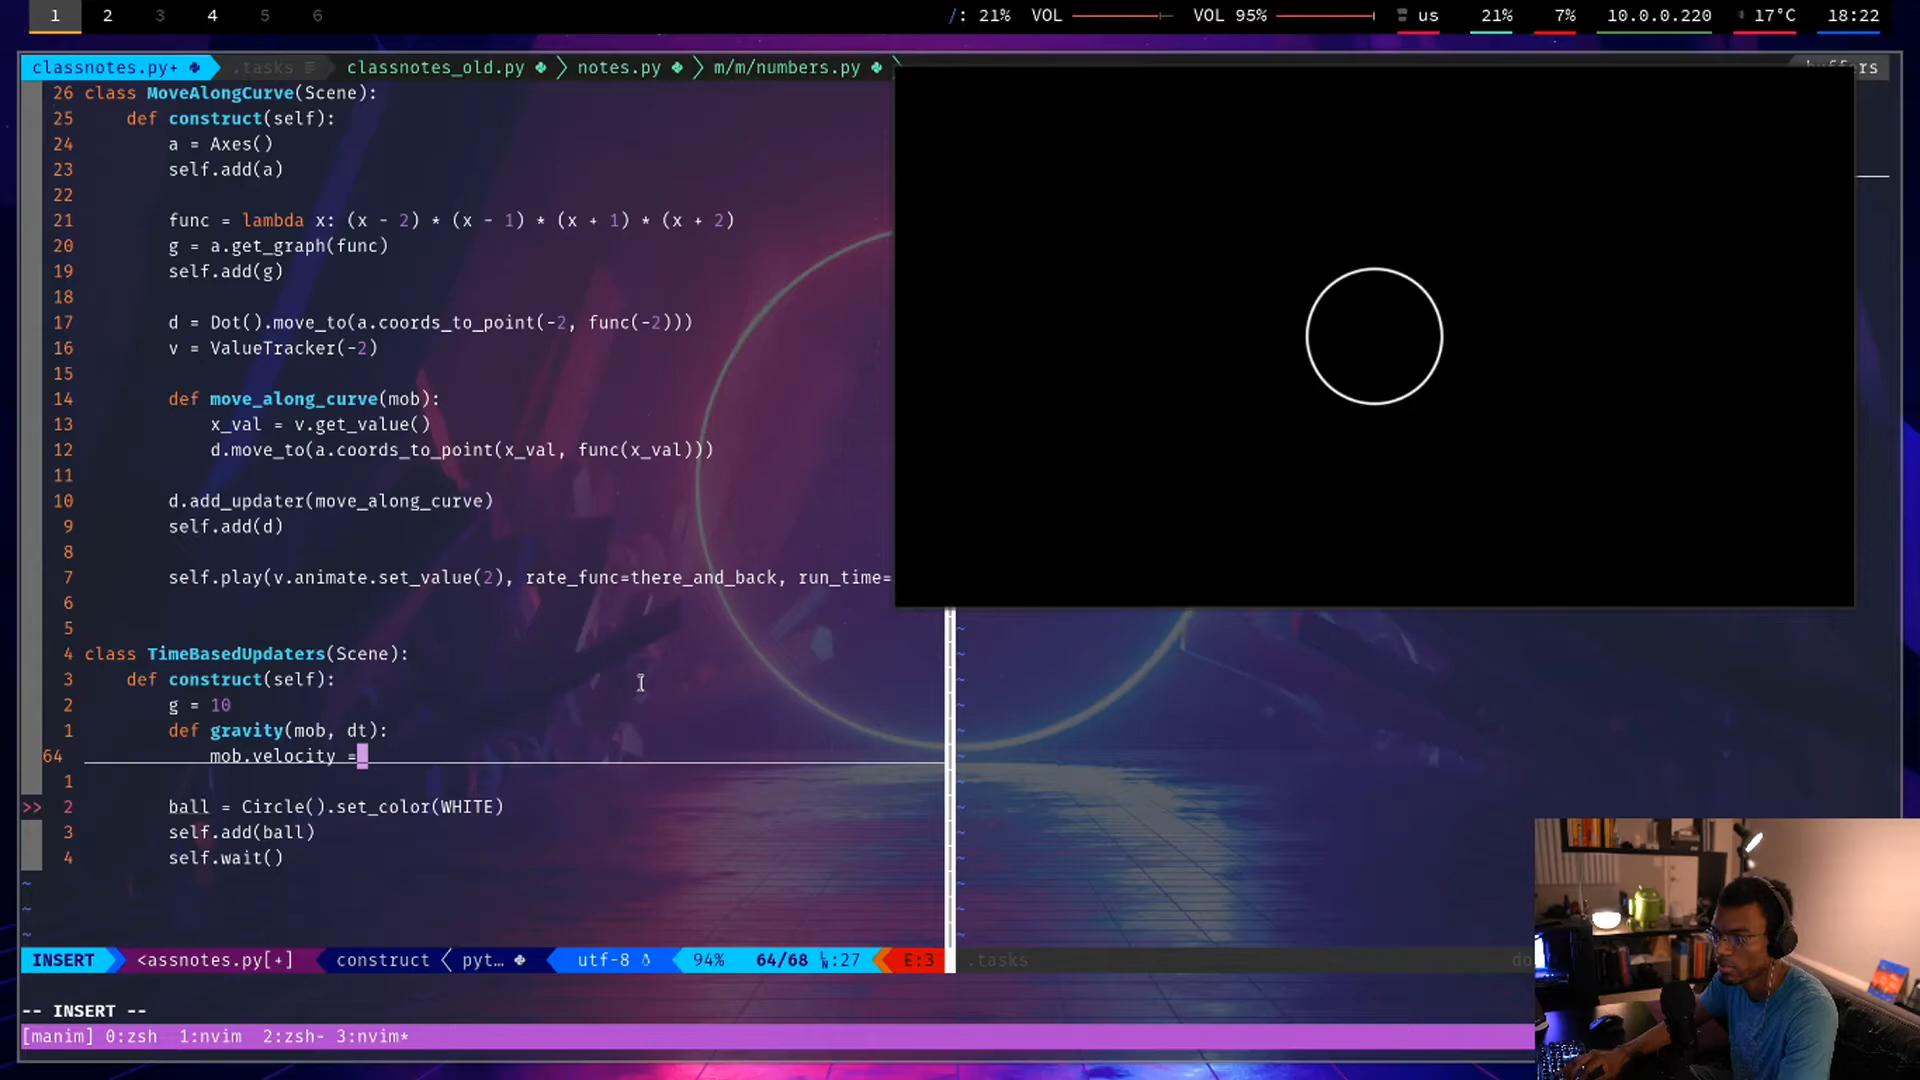 1 2 3 4 5 6 /: 21% VOL VOL 95% us 21% 7% 10.0.0.220 17°C 18:22
classnotes.py+ .tasks classnotes_old.py notes.py m/m/numbers.py
26 class MoveAlongCurve(Scene):
25 def construct(self):
24 a = Axes()
23 self.add(a)
22
21 func = lambda x: (x - 2) * (x - 1) * (x + 1) * (x + 2)
20 g = a.get_graph(func)
19 self.add(g)
18
17 d = Dot().move_to(a.coords_to_point(-2, func(-2)))
16 v = ValueTracker(-2)
15
14 def move_along_curve(mob):
13 x_val = v.get_value()
12 d.move_to(a.coords_to_point(x_val, func(x_val)))
11
10 d.add_updater(move_along_curve)
9 self.add(d)
8
7 self.play(v.animate.set_value(2), rate_func=there_and_back, run_time=
6
5
4 class TimeBasedUpdaters(Scene):
3 def construct(self):
2 g = 10
1 def gravity(mob, dt):
64 mob.velocity =
1
>> 2 ball = Circle().set_color(WHITE)
3 self.add(ball)
4 self.wait()
~
~
~
INSERT <assnotes.py[+] construct < pyt… utf-8 94% 64/68 LN:27 E:3 .tasks do
-- INSERT --
[manim] 0:zsh 1:nvim 2:zsh- 3:nvim*